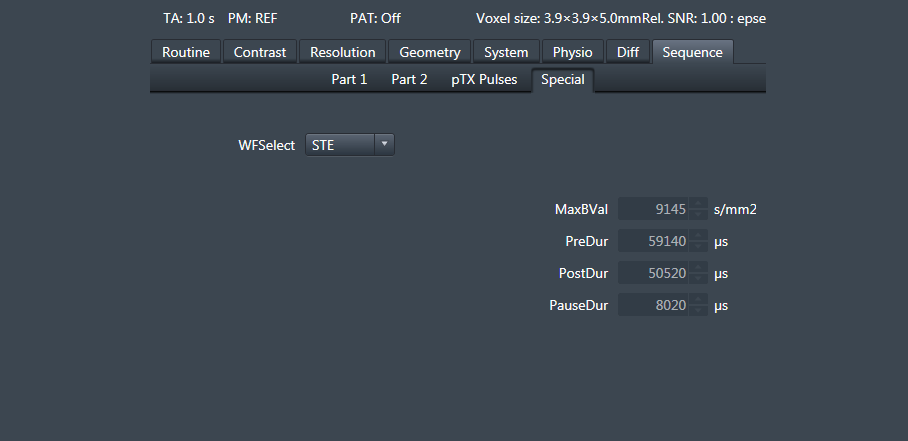 TA: 1.0 s PM: REF PAT: Off Voxel size: 3.9×3.9×5.0mmRel. SNR: 1.00 : epse
Routine Contrast Resolution Geometry System Physio Diff Sequence
Part 1 Part 2 pTX Pulses Special
WFSelect STE
MaxBVal 9145 s/mm2
PreDur 59140 µs
PostDur 50520 µs
PauseDur 8020 µs